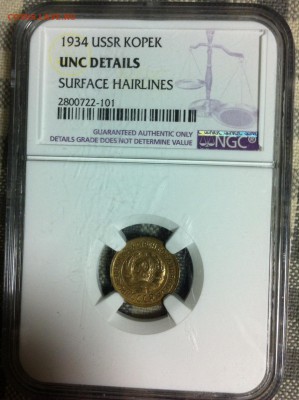 1934 USSR KOPEK
UNC DETAILS
SURFACE HAIRLINES
2800722-101
GUARANTEED AUTHENTIC ONLY
DETAILS GRADE DOES NOT DETERMINE VALUE
NGC